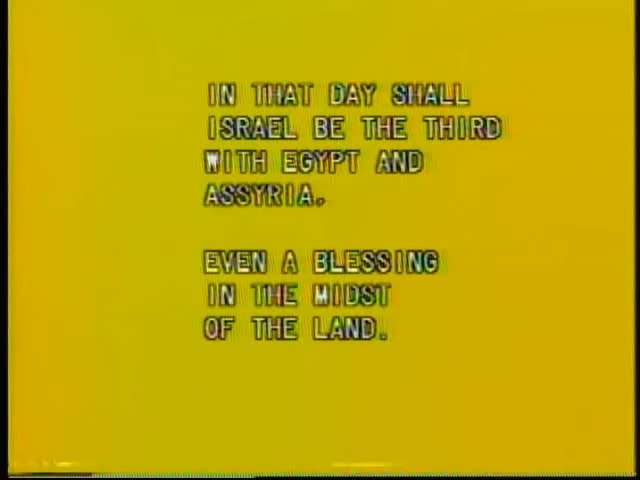 IN THAT DAY SHALL
ISRAEL BE THE THIRD
WITH EGYPT AND
ASSYRIA.
EVEN A BLESSING
IN THE MIDST
OF THE LAND.